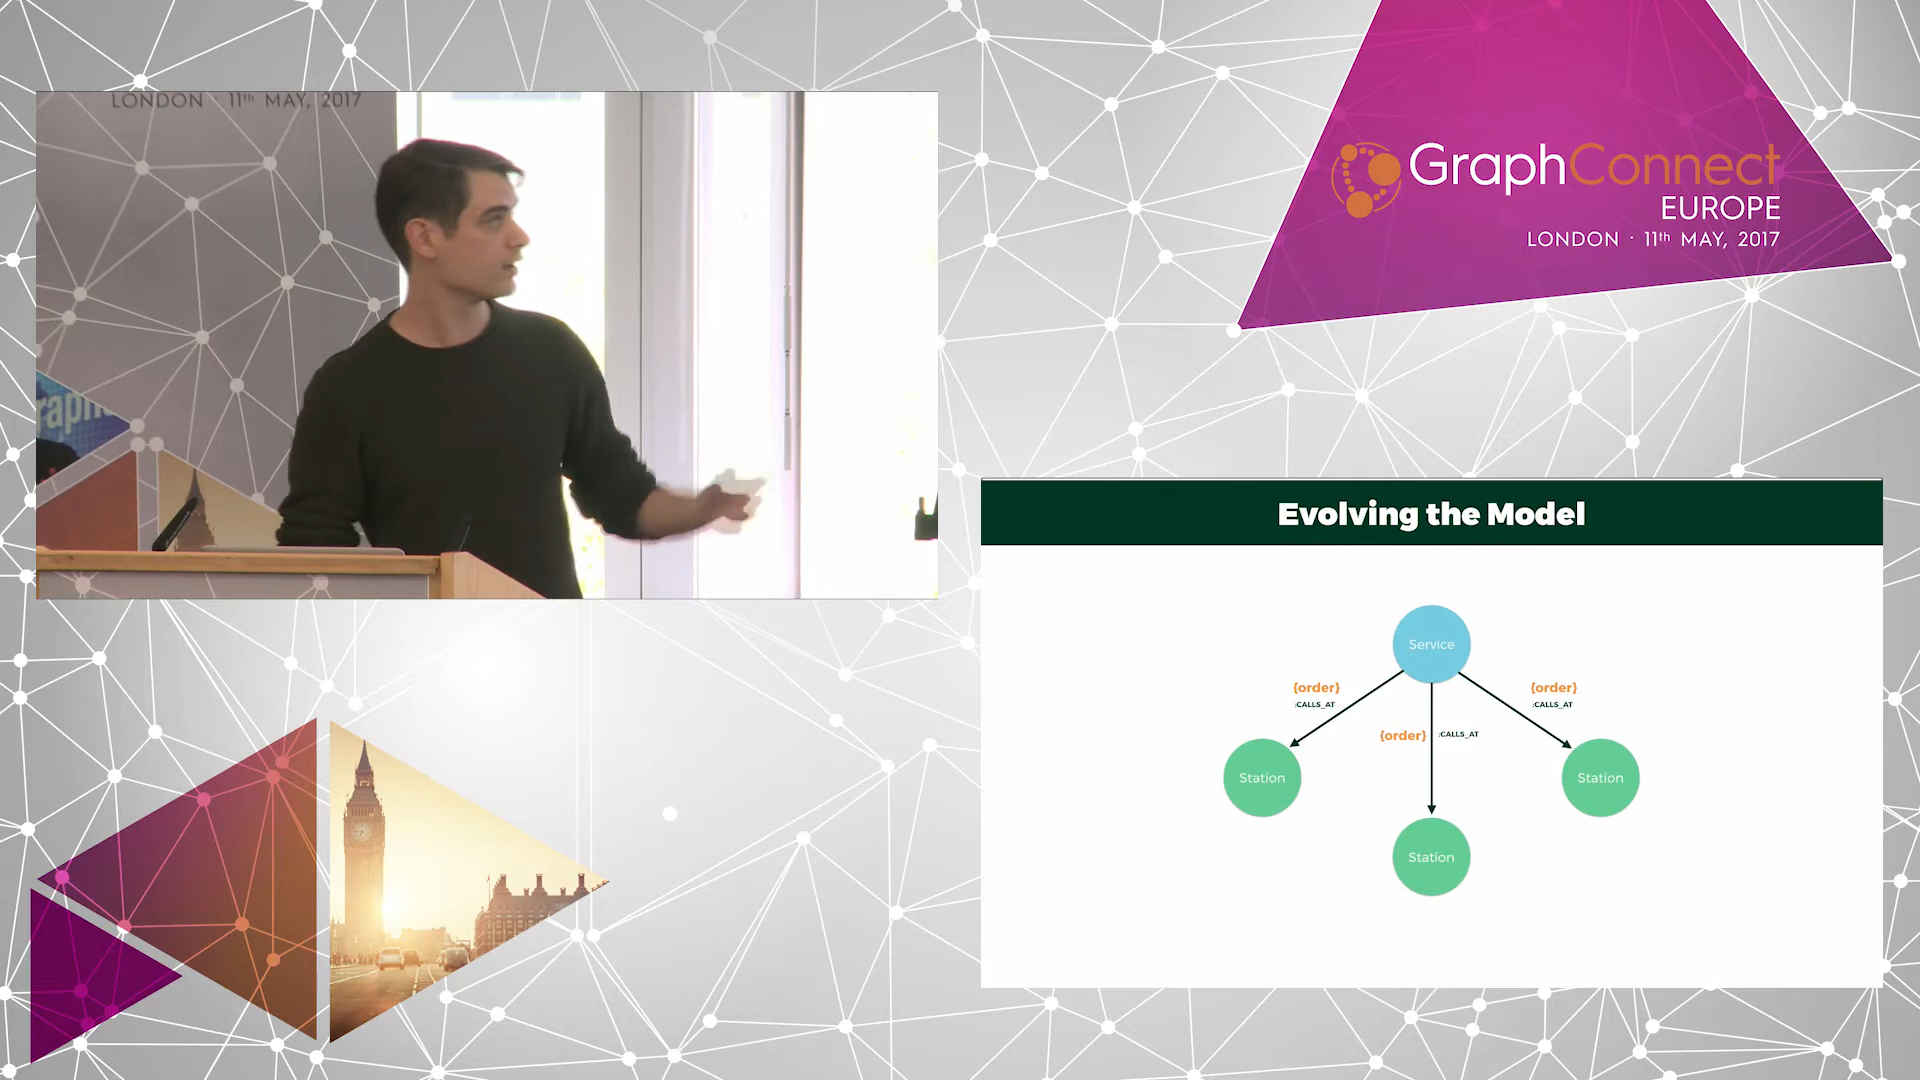 LONDON · 11th MAY, 2017
GraphConnect
EUROPE
LONDON · 11th MAY, 2017
Evolving the Model
Service
{order}
:CALLS_AT
{order}
:CALLS_AT
{order}
:CALLS_AT
Station
Station
Station